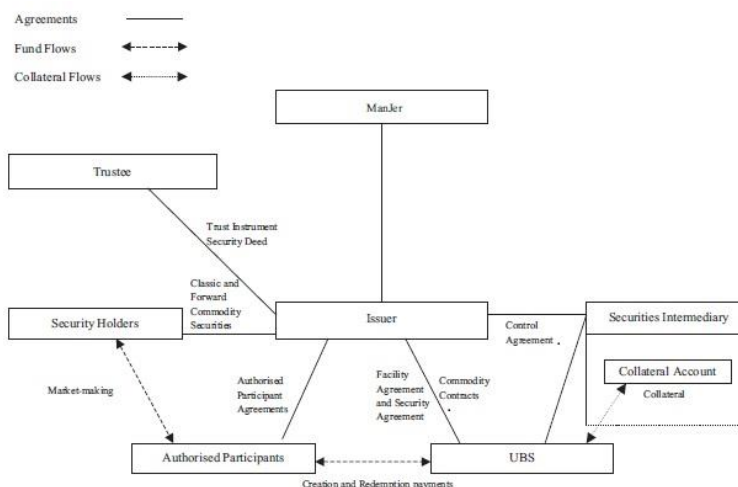 Agreements
Fund Flows
Collateral Flows
ManJer
Trustee
Trust Instrument
Security Deed
Classic and
Forward
Commodity
Securities
Security Holders
Issuer
Securities Intermediary
Control
Agreement
Collateral Account
Collateral
Market-making
Authorised
Participant
Agreements
Facility
Agreement
and Security
Agreement
Commodity
Contracts
Authorised Participants
UBS
Creation and Redemption payments